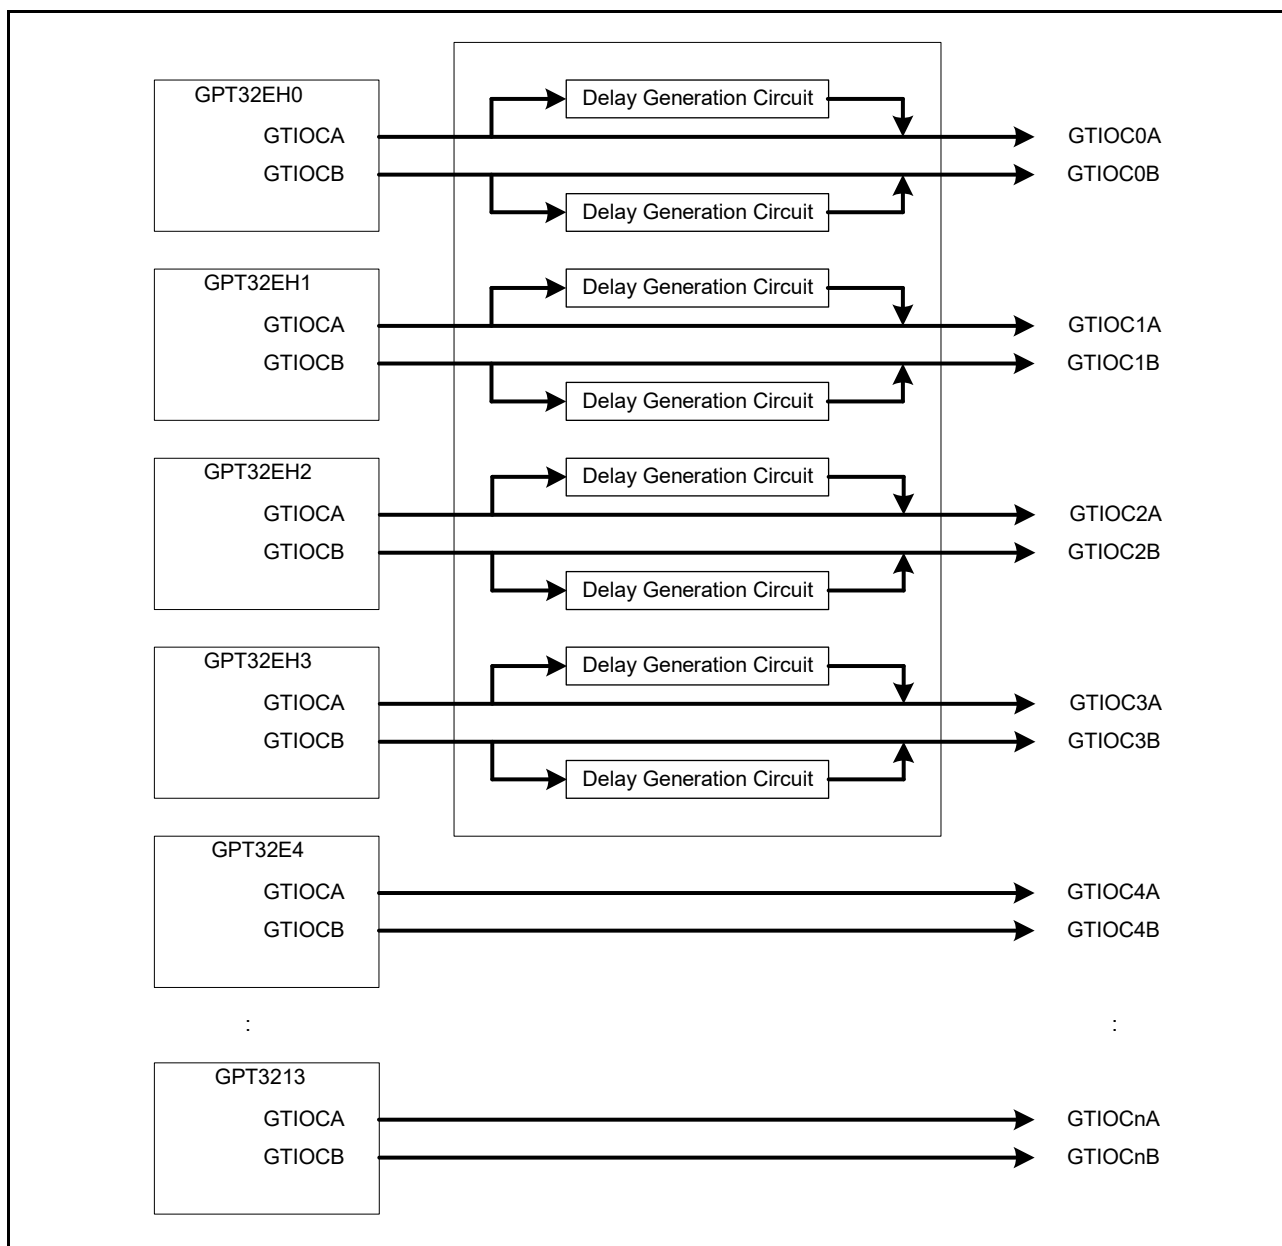 GPT32EH0
Delay Generation Circuit
GTIOCA
GTIOC0A
GTIOCB
GTIOC0B
Delay Generation Circuit
GPT32EH1
Delay Generation Circuit
GTIOCA
GTIOC1A
GTIOCB
GTIOC1B
Delay Generation Circuit
GPT32EH2
Delay Generation Circuit
GTIOCA
GTIOC2A
GTIOCB
GTIOC2B
Delay Generation Circuit
GPT32EH3
Delay Generation Circuit
GTIOCA
GTIOC3A
GTIOCB
GTIOC3B
Delay Generation Circuit
GPT32E4
GTIOCA
GTIOC4A
GTIOCB
GTIOC4B
:
:
GPT3213
GTIOCA
GTIOCnA
GTIOCB
GTIOCnB